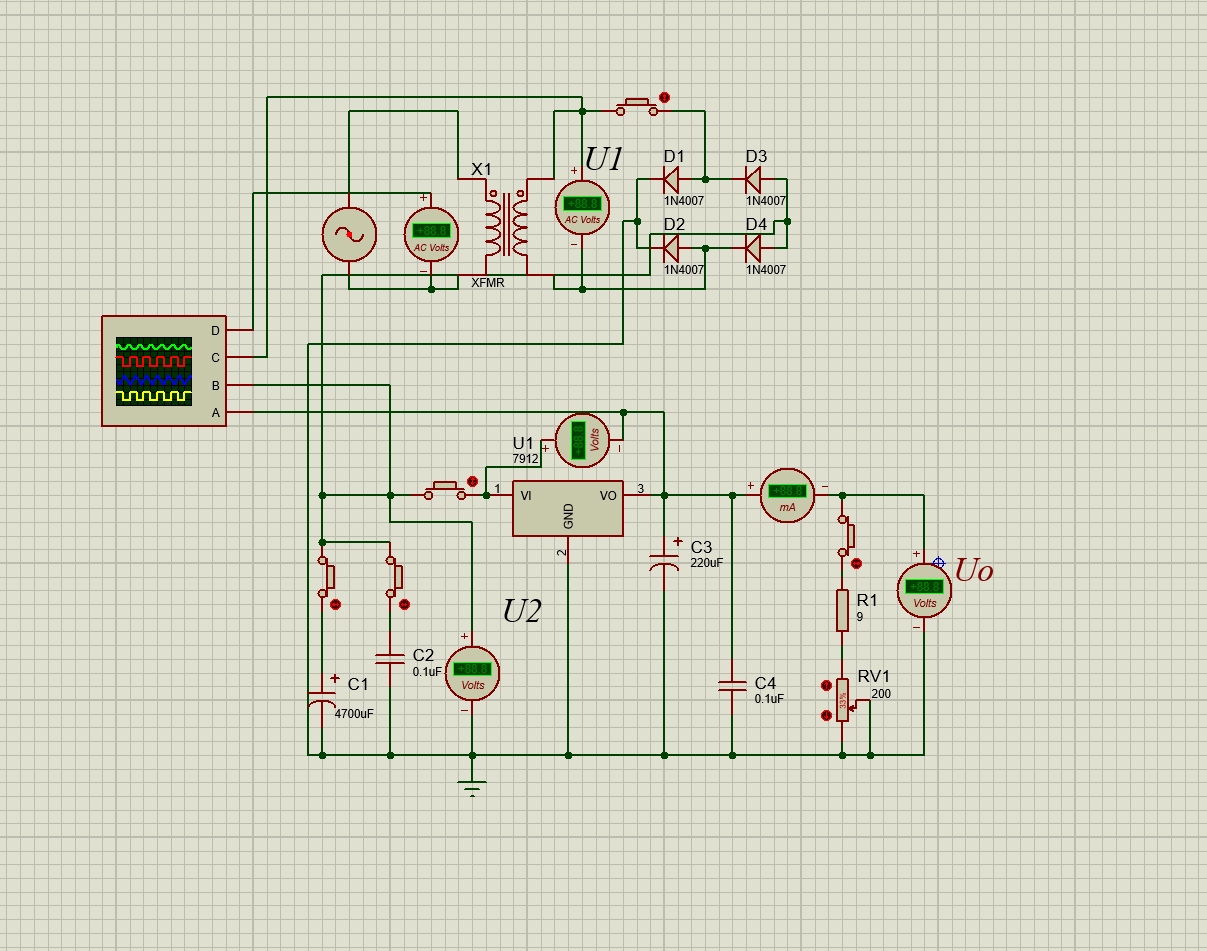 U1
X1
D1
D3
+
1N4007
1N4007
+88.8
AC Volts
+
+88.8
AC Volts
D2
D4
−
−
1N4007
1N4007
XFMR
D
C
B
A
U1
7912
+
+88.8
Volts
−
1
VI
VO
3
GND
2
+
+88.8
mA
−
+
C3
220uF
+
+88.8
Volts
−
Uo
R1
9
U2
+
+88.8
Volts
−
C2
0.1uF
+
C1
4700uF
C4
0.1uF
RV1
200
33%